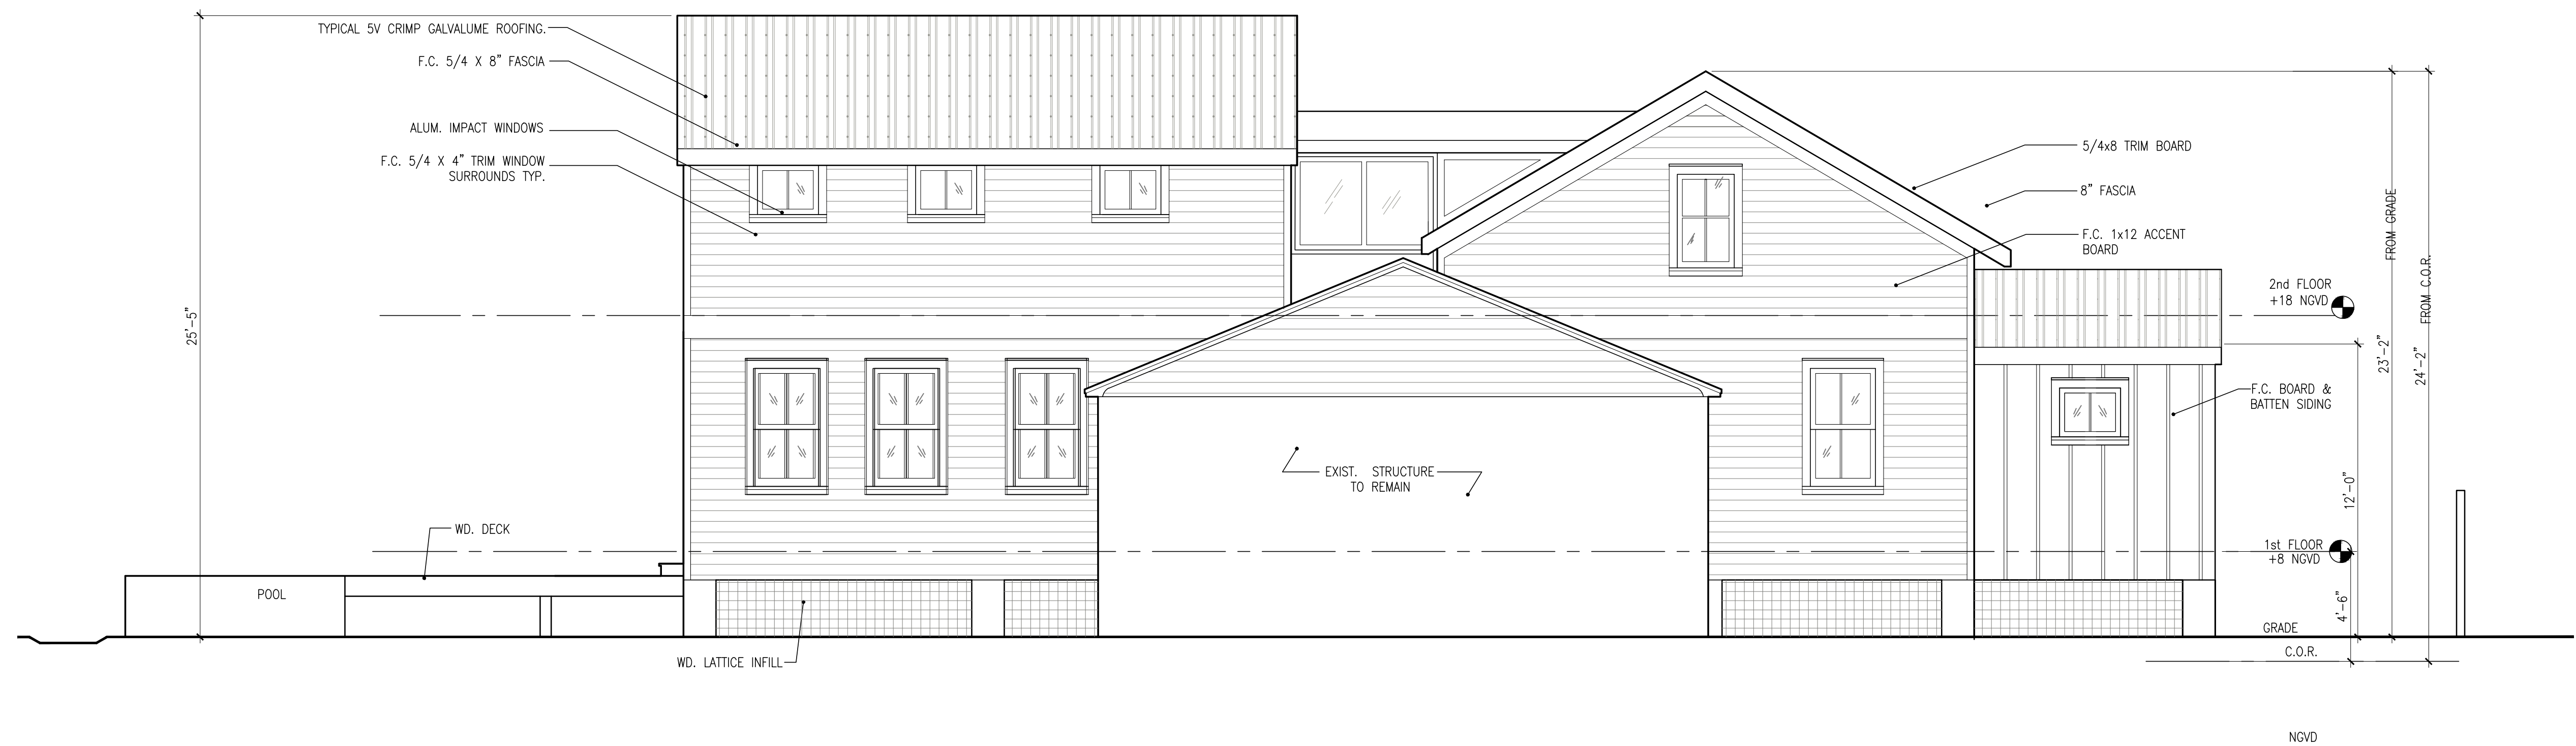 TYPICAL 5V CRIMP GALVALUME ROOFING.
F.C. 5/4 X 8" FASCIA
ALUM. IMPACT WINDOWS
F.C. 5/4 X 4" TRIM WINDOW
SURROUNDS TYP.
25'-5"
WD. DECK
POOL
WD. LATTICE INFILL
EXIST. STRUCTURE
TO REMAIN
5/4x8 TRIM BOARD
8" FASCIA
F.C. 1x12 ACCENT
BOARD
2nd FLOOR
+18 NGVD
F.C. BOARD &
BATTEN SIDING
1st FLOOR
+8 NGVD
12'-0"
4'-6"
23'-2"
FROM GRADE
24'-2"
FROM C.O.R.
GRADE
C.O.R.
NGVD